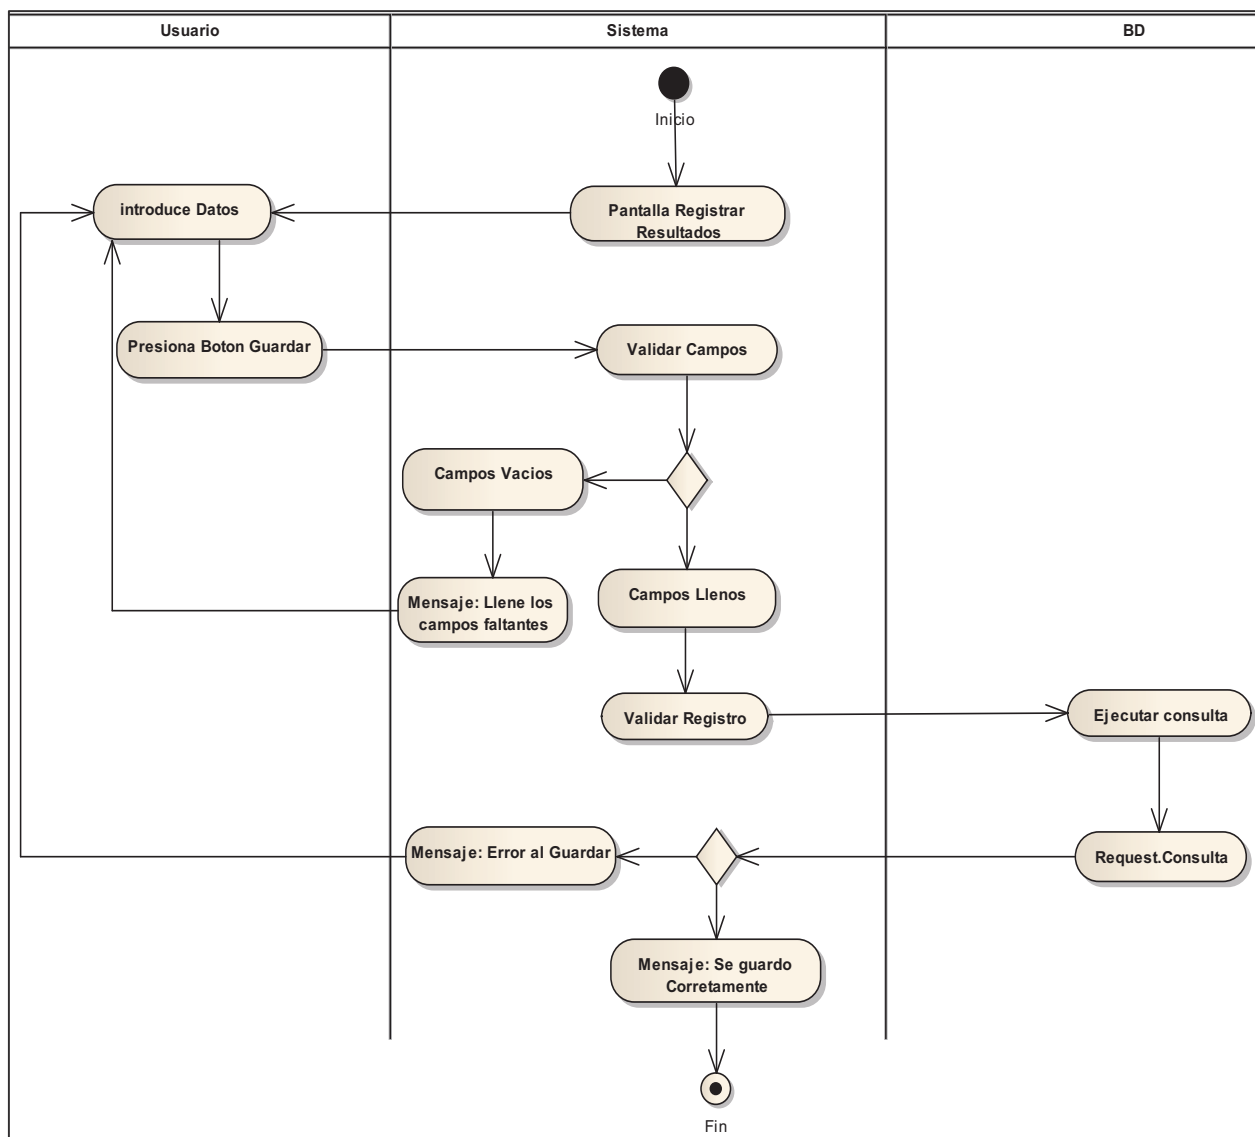 Usuario
Sistema
BD
Inicio
introduce Datos
Pantalla Registrar
Resultados
Presiona Boton Guardar
Validar Campos
Campos Vacios
Mensaje: Llene los
campos faltantes
Campos Llenos
Validar Registro
Ejecutar consulta
Mensaje: Error al Guardar
Request.Consulta
Mensaje: Se guardo
Corretamente
Fin